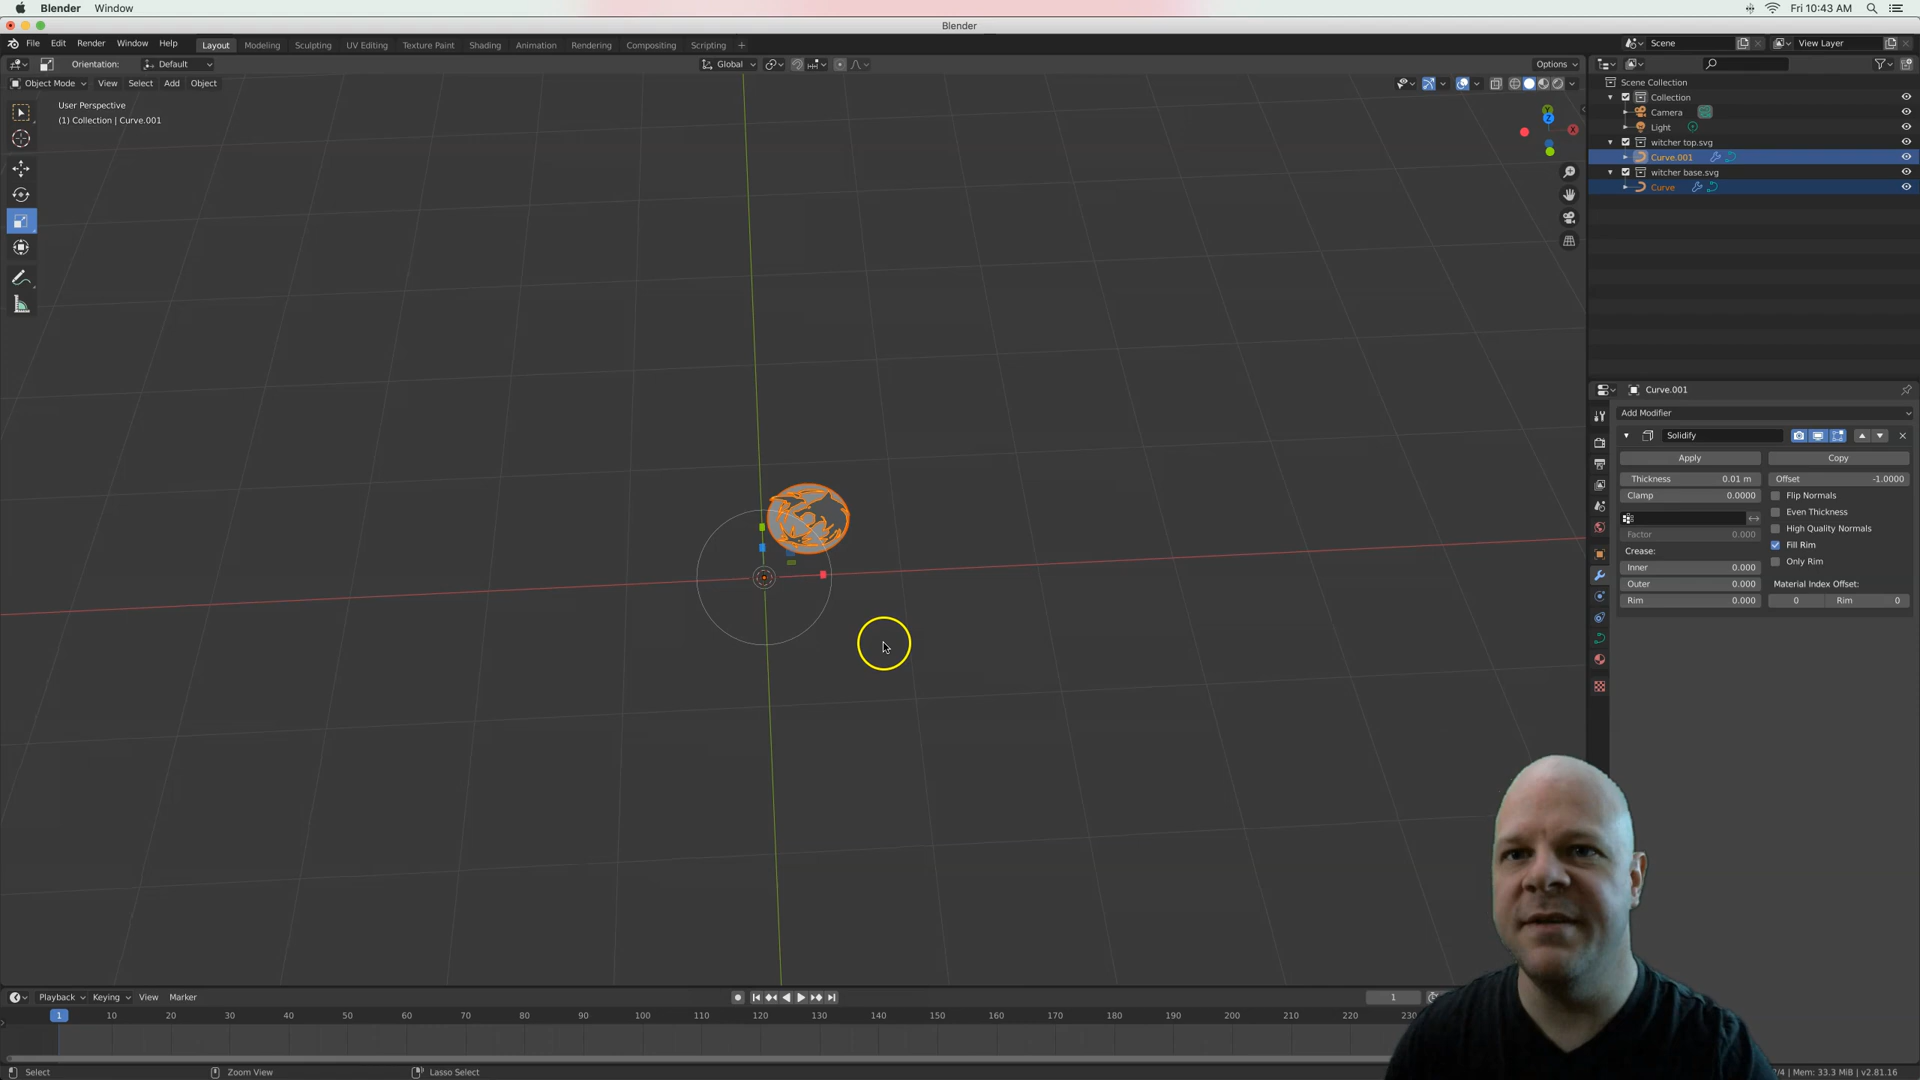 Blender Window Fri 10:43 AM
Blender
File Edit Render Window Help Layout Modeling Sculpting UV Editing Texture Paint Shading Animation Rendering Compositing Scripting + Scene View Layer
Orientation: Default Global Options
Object Mode View Select Add Object
User Perspective
(1) Collection | Curve.001
Y
Z
X
Scene Collection
Collection
Camera
Light
witcher top.svg
Curve.001
witcher base.svg
Curve
Curve.001
Add Modifier
Solidify
Apply Copy
Thickness 0.01 m Offset -1.0000
Clamp 0.0000 Flip Normals
Even Thickness
Factor 0.000 High Quality Normals
Crease: Fill Rim
Inner 0.000 Only Rim
Outer 0.000 Material Index Offset:
Rim 0.000 0 Rim 0
Playback Keying View Marker 1
1 10 20 30 40 50 60 70 80 90 100 110 120 130 140 150 160 170 180 190 200 210 220 230
Select Zoom View Lasso Select /4 | Mem: 33.3 MiB | v2.81.16